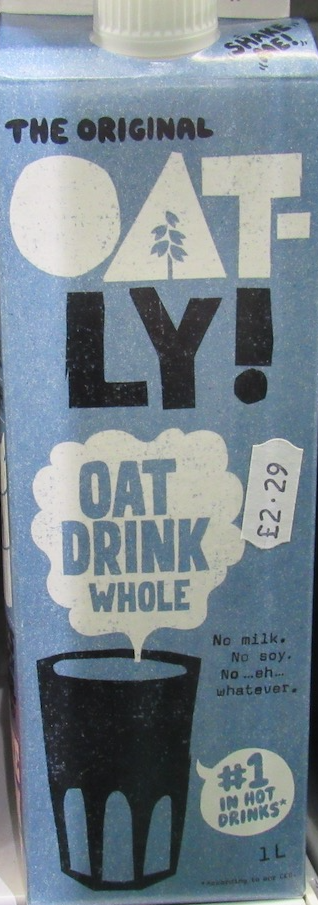 "SHAKE
ME!"
THE ORIGINAL
OAT-
LY!
OAT
DRINK
WHOLE
£2.29
No milk.
No soy.
No …eh…
whatever.
#1
IN HOT
DRINKS*
1L